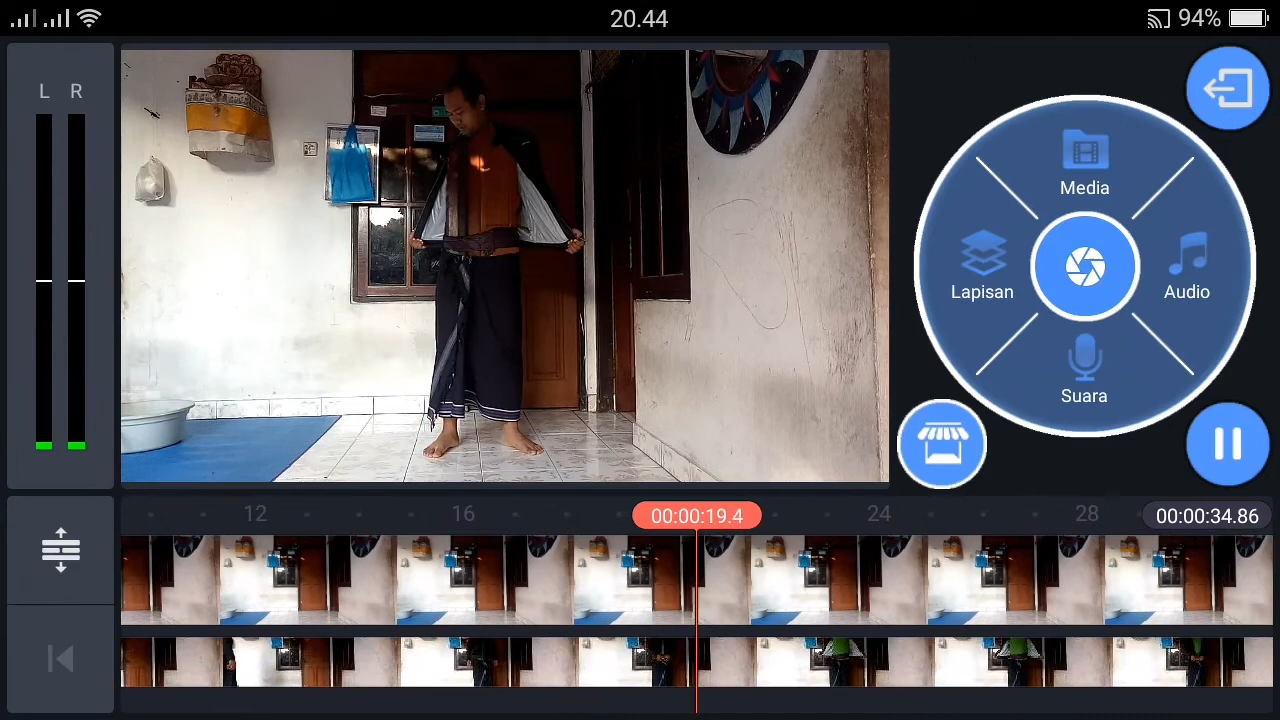 20.44
94%
L R
Media
Lapisan
Audio
Suara
12
16
00:00:19.4
24
28
00:00:34.86